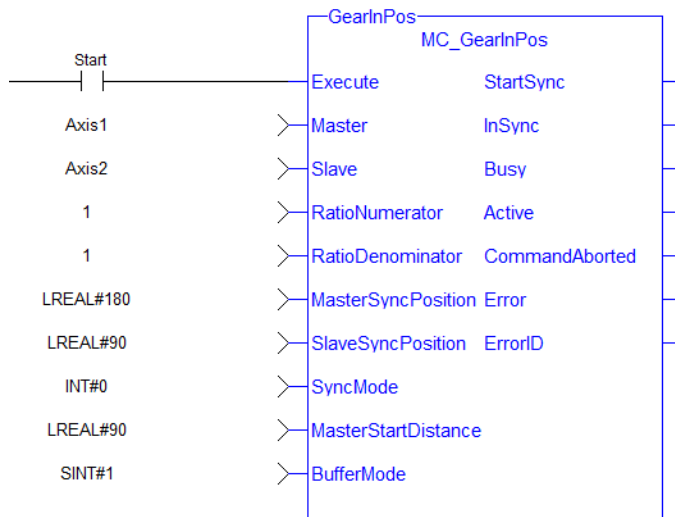 GearInPos
MC_GearInPos
Start
Execute StartSync
Axis1 Master InSync
Axis2 Slave Busy
1 RatioNumerator Active
1 RatioDenominator CommandAborted
LREAL#180 MasterSyncPosition Error
LREAL#90 SlaveSyncPosition ErrorID
INT#0 SyncMode
LREAL#90 MasterStartDistance
SINT#1 BufferMode